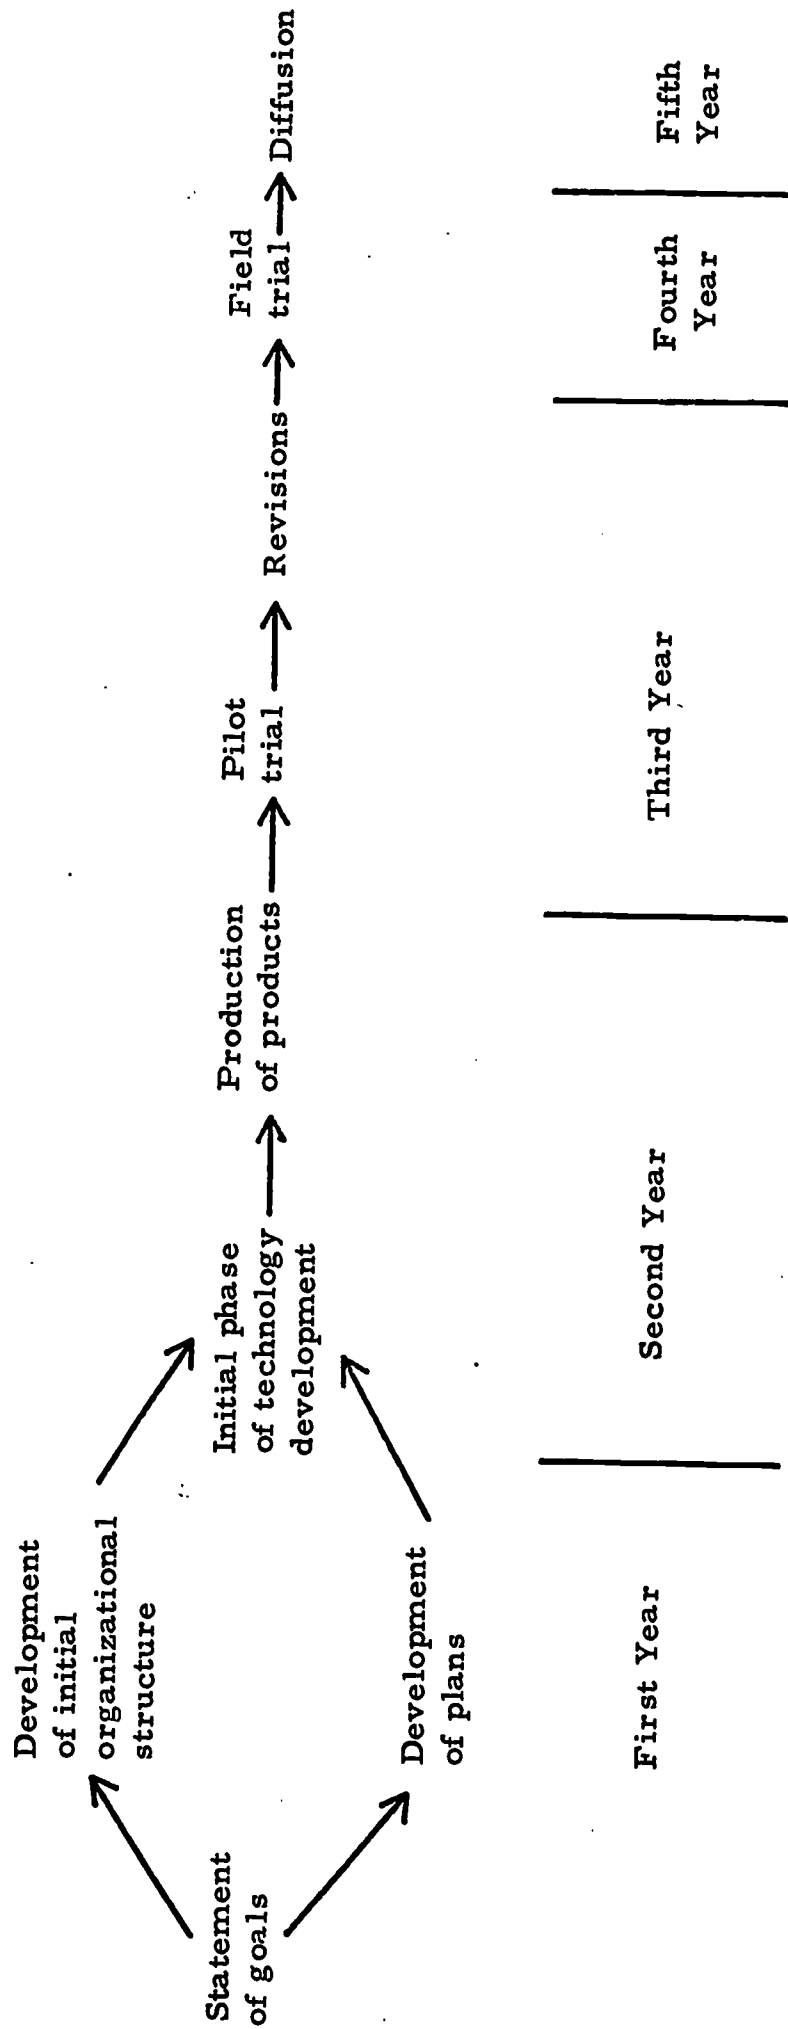 Development
of initial
organizational
structure
Statement
of goals
Development
of plans
Initial phase
of technology
development
Production
of products
Pilot
trial
Revisions
Field
trial
Diffusion
First Year
Second Year
Third Year
Fourth
Year
Fifth
Year